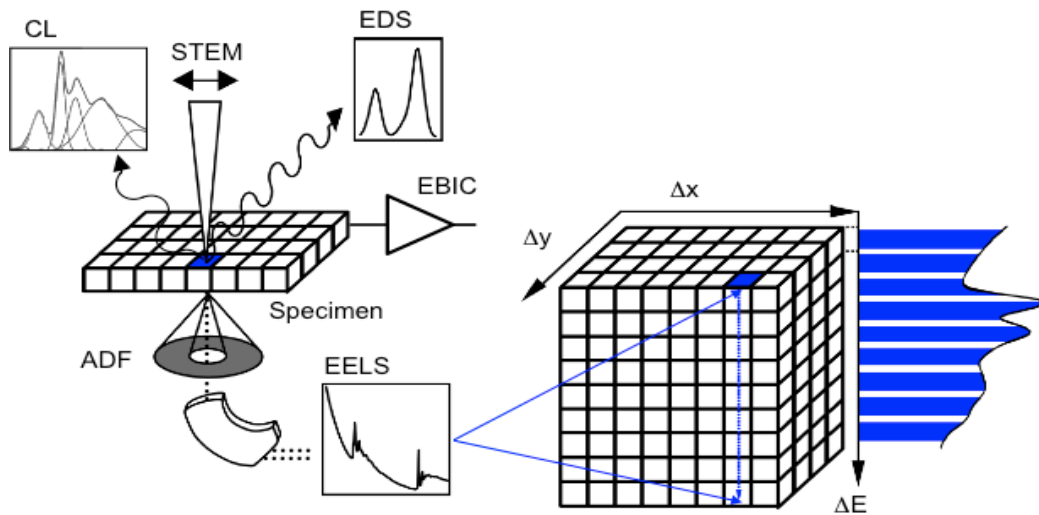 CL
EDS
STEM
EBIC
Δx
Δy
Specimen
ADF
EELS
ΔE